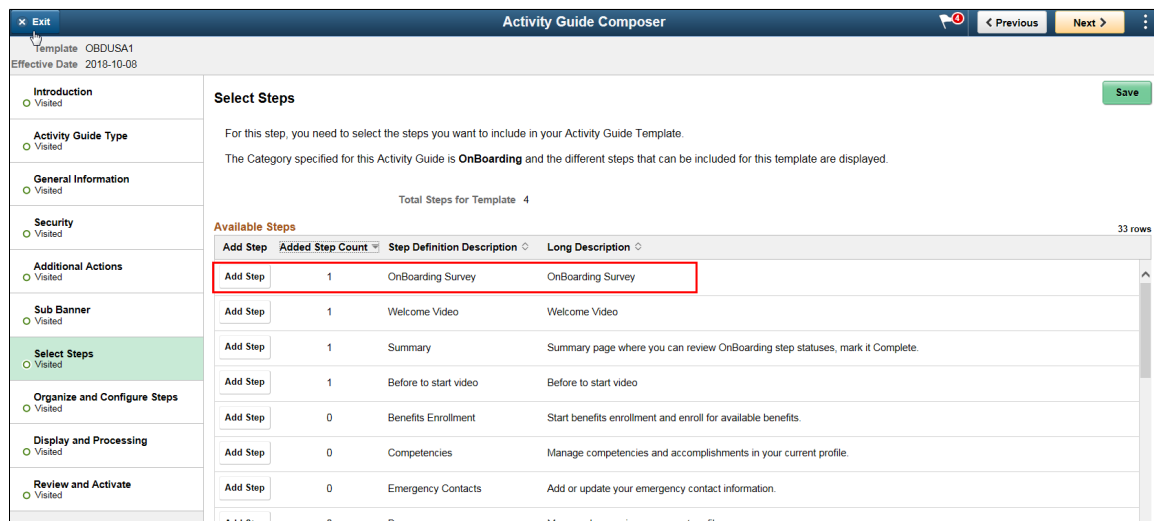 × Exit
Activity Guide Composer
4
Previous
Next
Template OBDUSA1
Effective Date 2018-10-08
Introduction
Visited
Activity Guide Type
Visited
General Information
Visited
Security
Visited
Additional Actions
Visited
Sub Banner
Visited
Select Steps
Visited
Organize and Configure Steps
Visited
Display and Processing
Visited
Review and Activate
Visited
Select Steps
Save
For this step, you need to select the steps you want to include in your Activity Guide Template.
The Category specified for this Activity Guide is OnBoarding and the different steps that can be included for this template are displayed.
Total Steps for Template 4
Available Steps
33 rows
Add Step Added Step Count Step Definition Description Long Description
Add Step 1 OnBoarding Survey OnBoarding Survey
Add Step 1 Welcome Video Welcome Video
Add Step 1 Summary Summary page where you can review OnBoarding step statuses, mark it Complete.
Add Step 1 Before to start video Before to start video
Add Step 0 Benefits Enrollment Start benefits enrollment and enroll for available benefits.
Add Step 0 Competencies Manage competencies and accomplishments in your current profile.
Add Step 0 Emergency Contacts Add or update your emergency contact information.